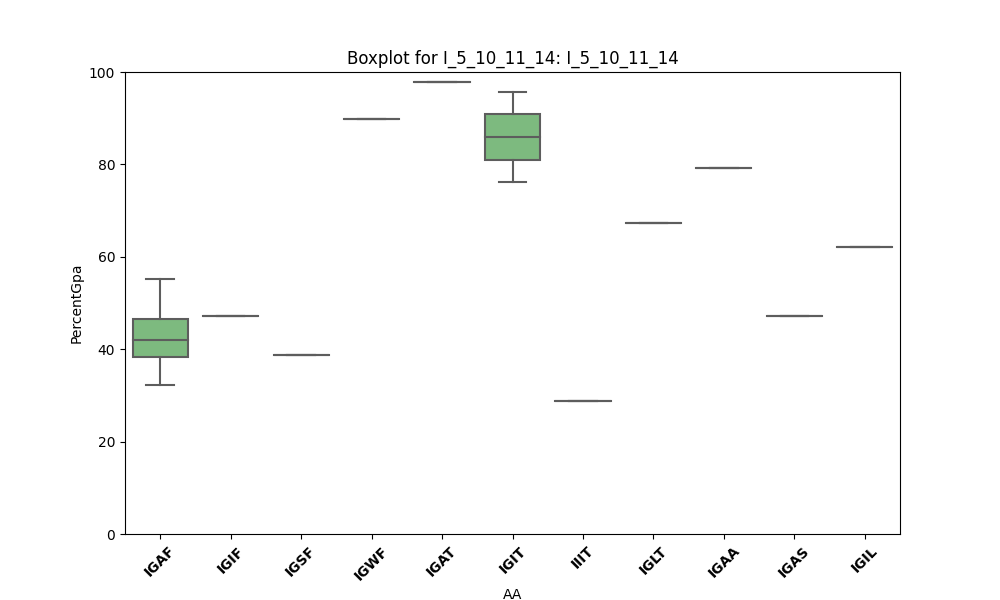 Boxplot for I_5_10_11_14: I_5_10_11_14
100
80
60
40
20
0
PercentGpa
IGAF
IGIF
IGSF
IGWF
IGAT
IGIT
IIIT
IGLT
IGAA
IGAS
IGIL
AA